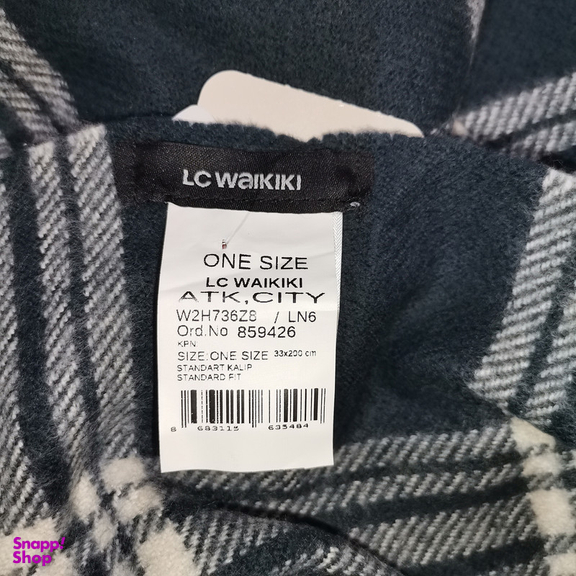 LC WAIKIKI
ONE SIZE
LC WAIKIKI
ATK,CITY
W2H736Z8 / LN6
Ord.No 859426
KPN:
SIZE:ONE SIZE 33x200 cm
STANDART KALIP
STANDARD FIT
8 683115 635484
Snapp!
Shop